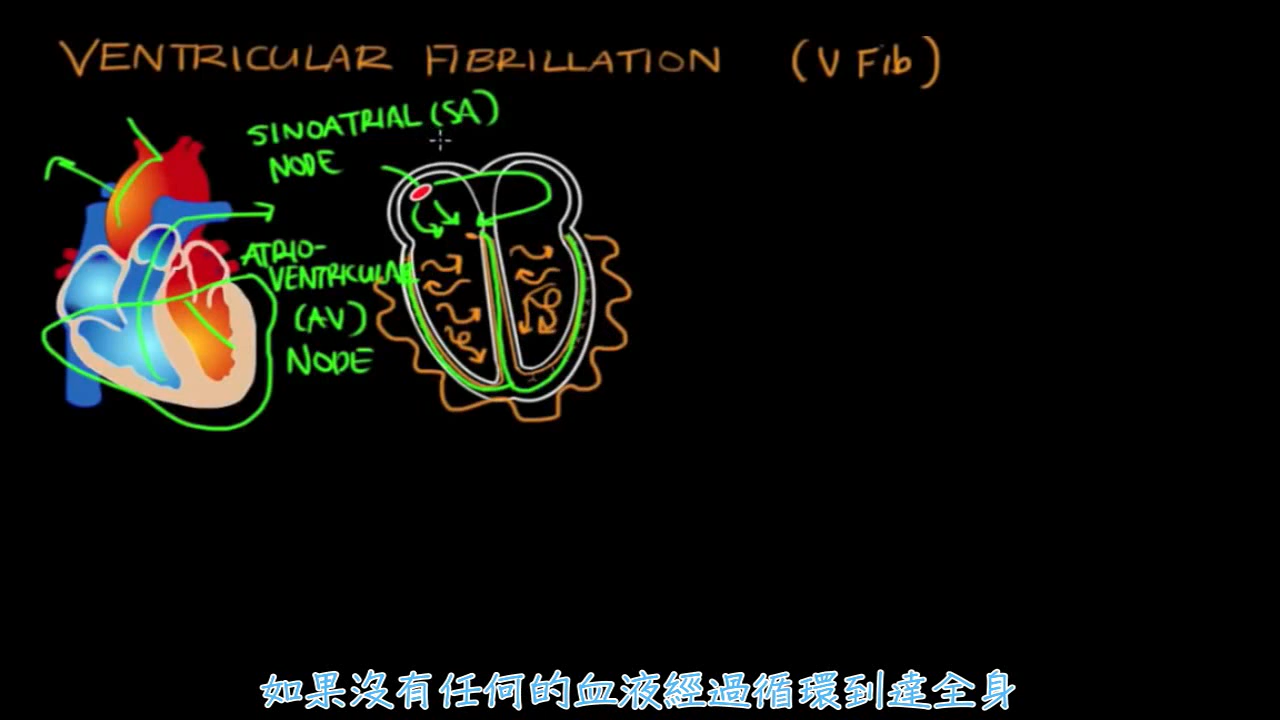 VENTRICULAR FIBRILLATION (V Fib)
SINOATRIAL (SA)
NODE
ATRIO-
VENTRICULAR
(AV)
NODE
如果沒有任何的血液經過循環到達全身